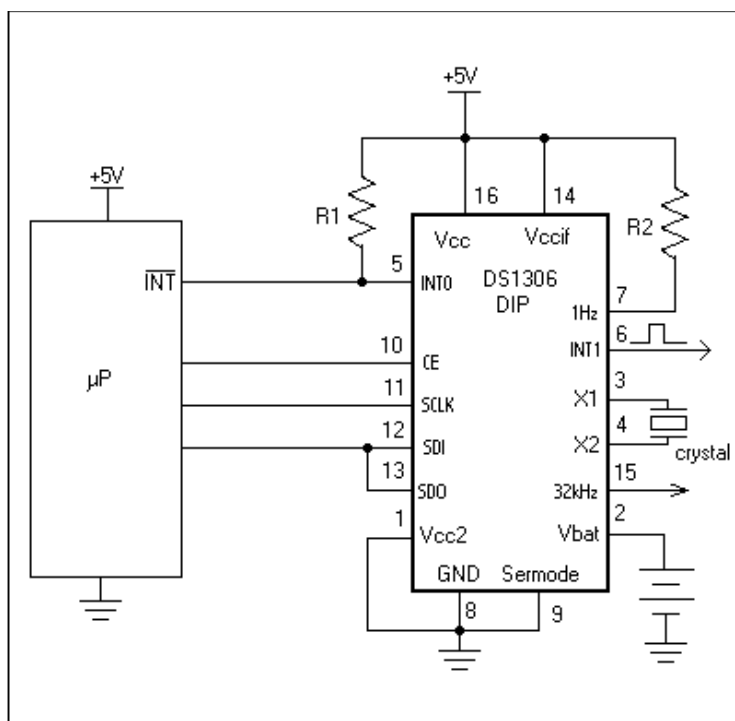 +5V
+5V
R1
16
14
R2
Vcc
Vccif
INT
5
INT0
DS1306
DIP
7
1Hz
6
INT1
10
CE
µP
3
X1
11
SCLK
4
X2
crystal
12
SDI
15
32kHz
13
SDO
2
Vbat
1
Vcc2
GND
Sermode
8
9